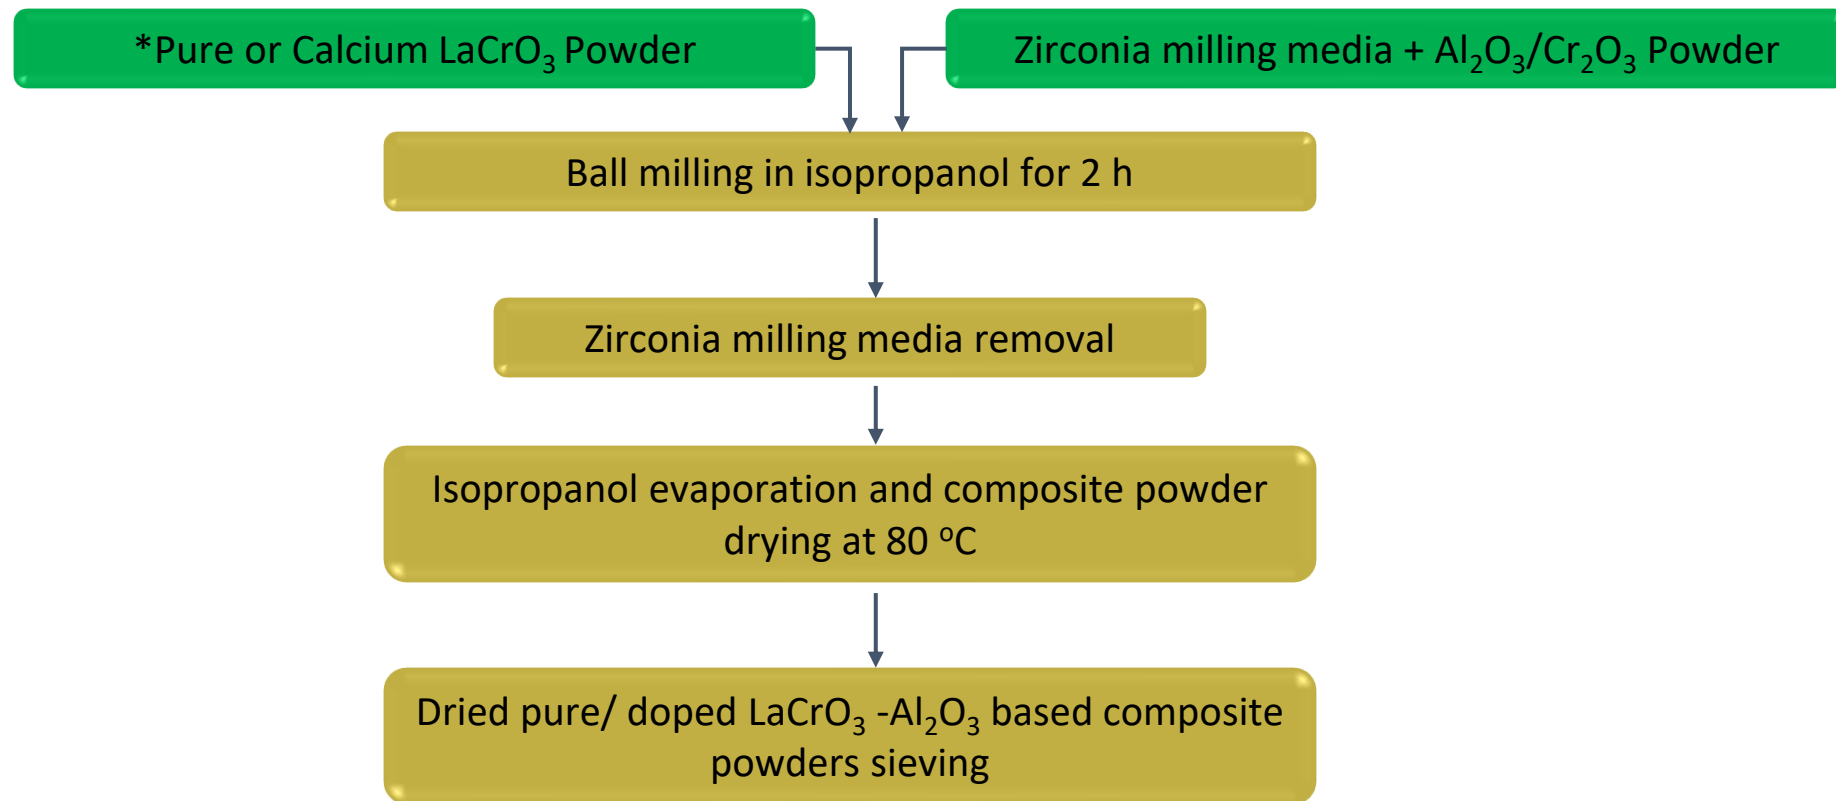 *Pure or Calcium LaCrO₃ Powder
Zirconia milling media + Al₂O₃/Cr₂O₃ Powder
Ball milling in isopropanol for 2 h
Zirconia milling media removal
Isopropanol evaporation and composite powder
drying at 80 ᵒC
Dried pure/ doped LaCrO₃ -Al₂O₃ based composite
powders sieving